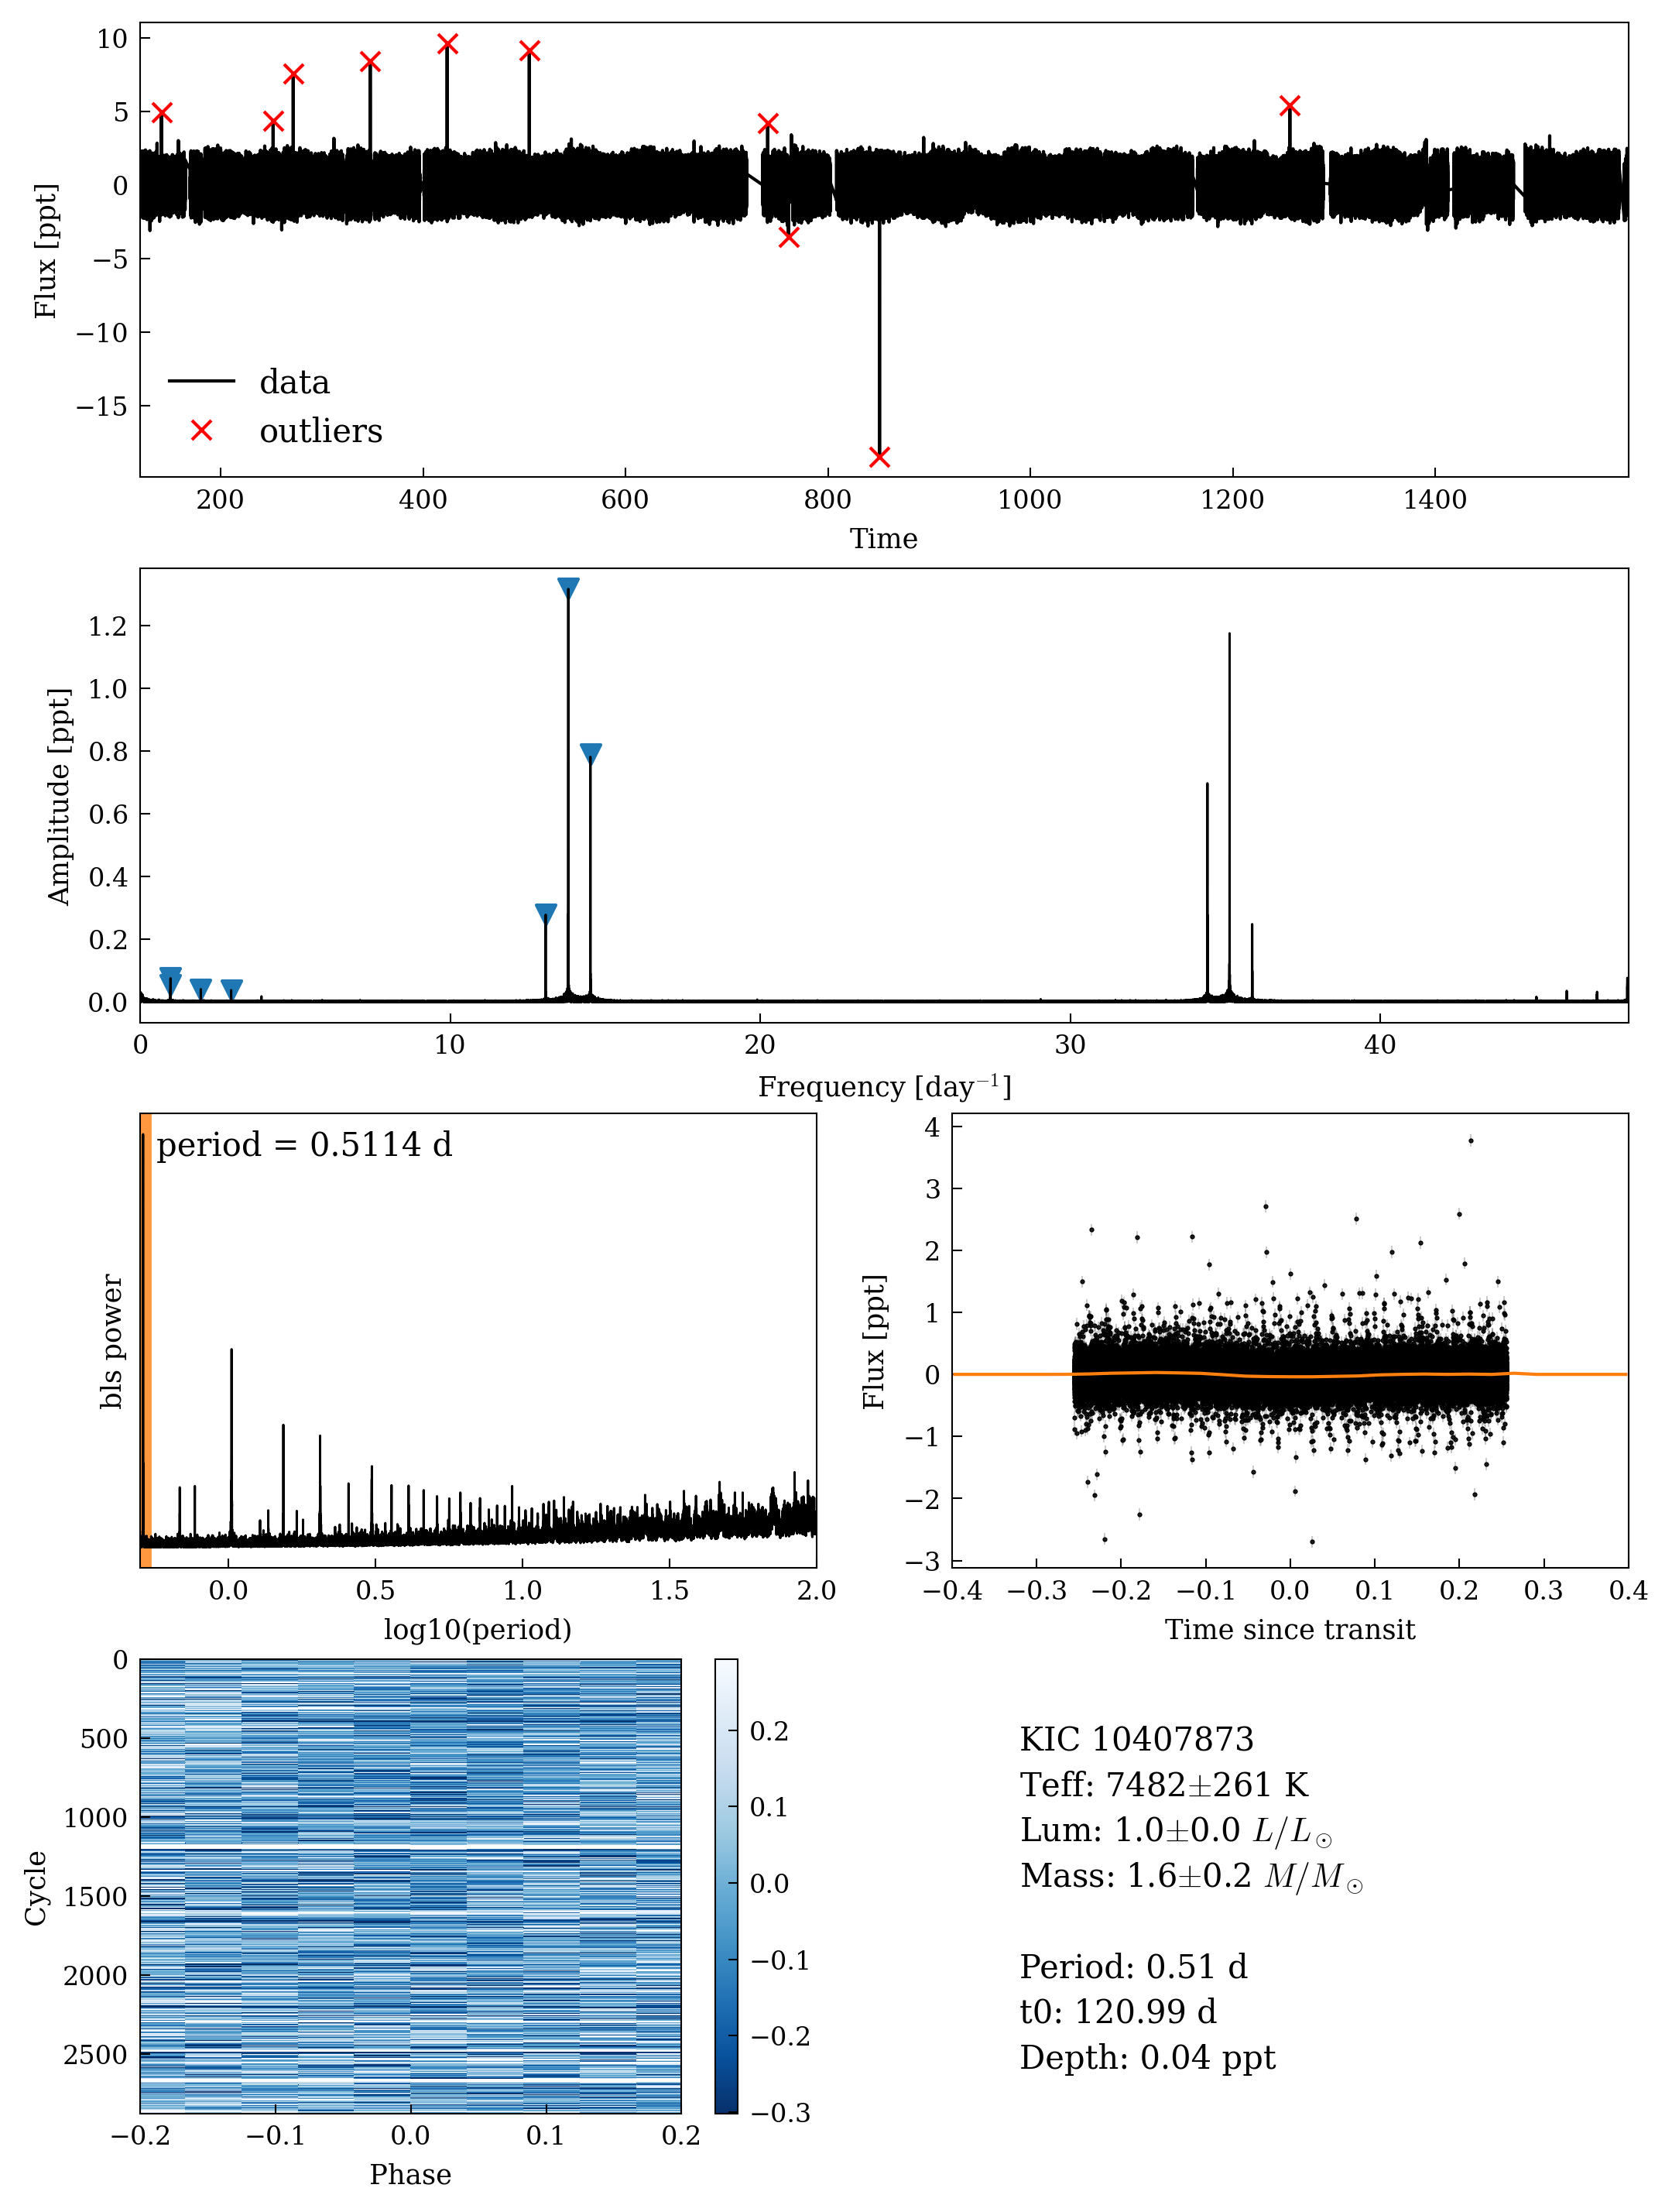 10
5
0
−5
−10
−15
Flux [ppt]
data
outliers
200 400 600 800 1000 1200 1400
Time
1.2
1.0
0.8
0.6
0.4
0.2
0.0
Amplitude [ppt]
0 10 20 30 40
Frequency [day⁻¹]
period = 0.5114 d
bls power
0.0 0.5 1.0 1.5 2.0
log10(period)
4
3
2
1
0
−1
−2
−3
Flux [ppt]
−0.4 −0.3 −0.2 −0.1 0.0 0.1 0.2 0.3 0.4
Time since transit
0
500
1000
1500
2000
2500
Cycle
−0.2 −0.1 0.0 0.1 0.2
Phase
0.2
0.1
0.0
−0.1
−0.2
−0.3
KIC 10407873
Teff: 7482±261 K
Lum: 1.0±0.0 L/L⊙
Mass: 1.6±0.2 M/M⊙
Period: 0.51 d
t0: 120.99 d
Depth: 0.04 ppt